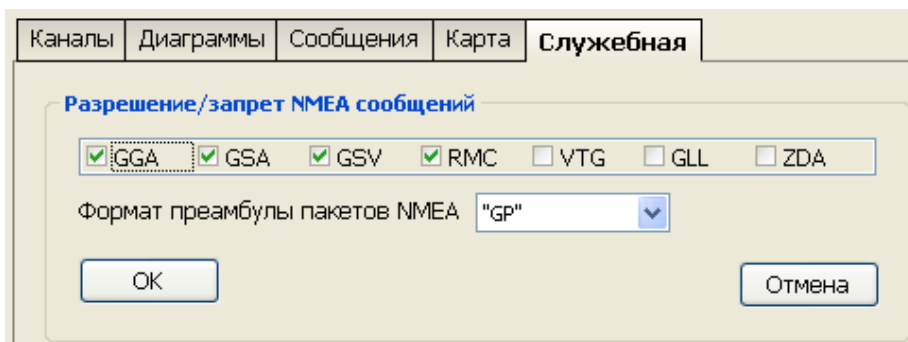 Каналы Диаграммы Сообщения Карта Служебная
Разрешение/запрет NMEA сообщений
GGA GSA GSV RMC VTG GLL ZDA
Формат преамбулы пакетов NMEA "GP"
OK Отмена